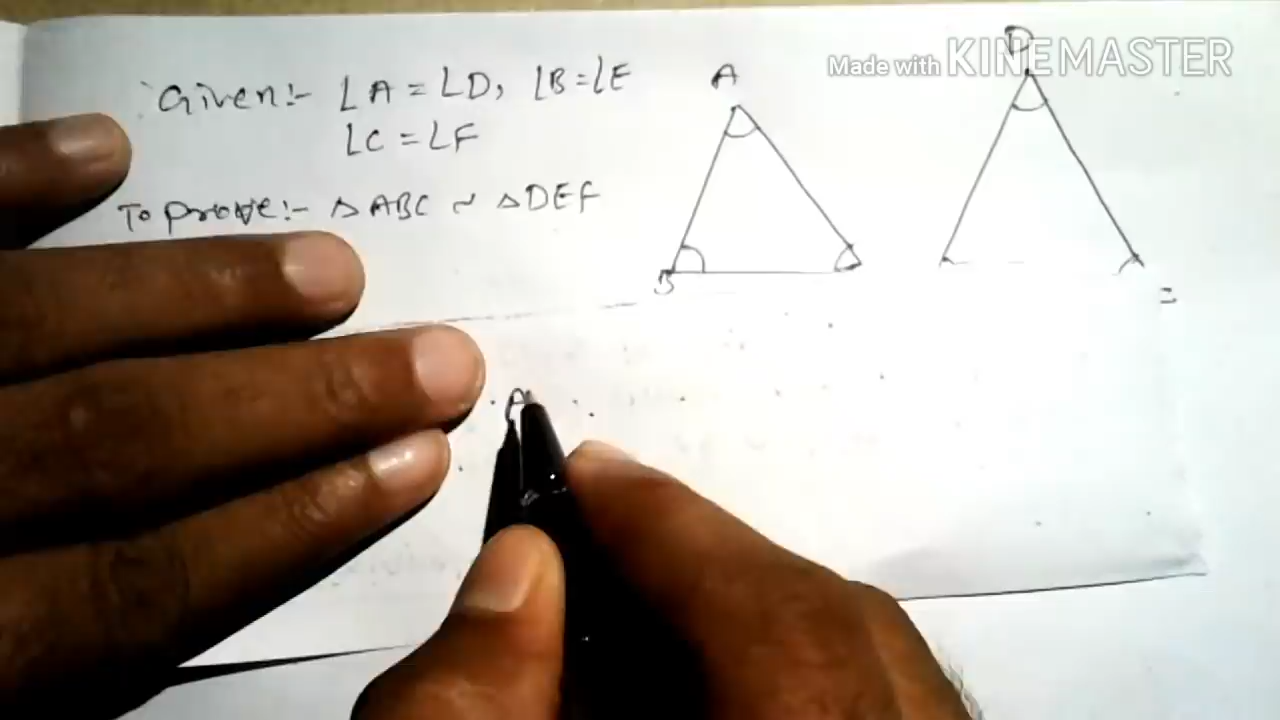 Given:- ∠A = ∠D, ∠B = ∠E
∠C = ∠F
To prove:- △ABC ~ △DEF
A
D
B
A
Made with KINEMASTER